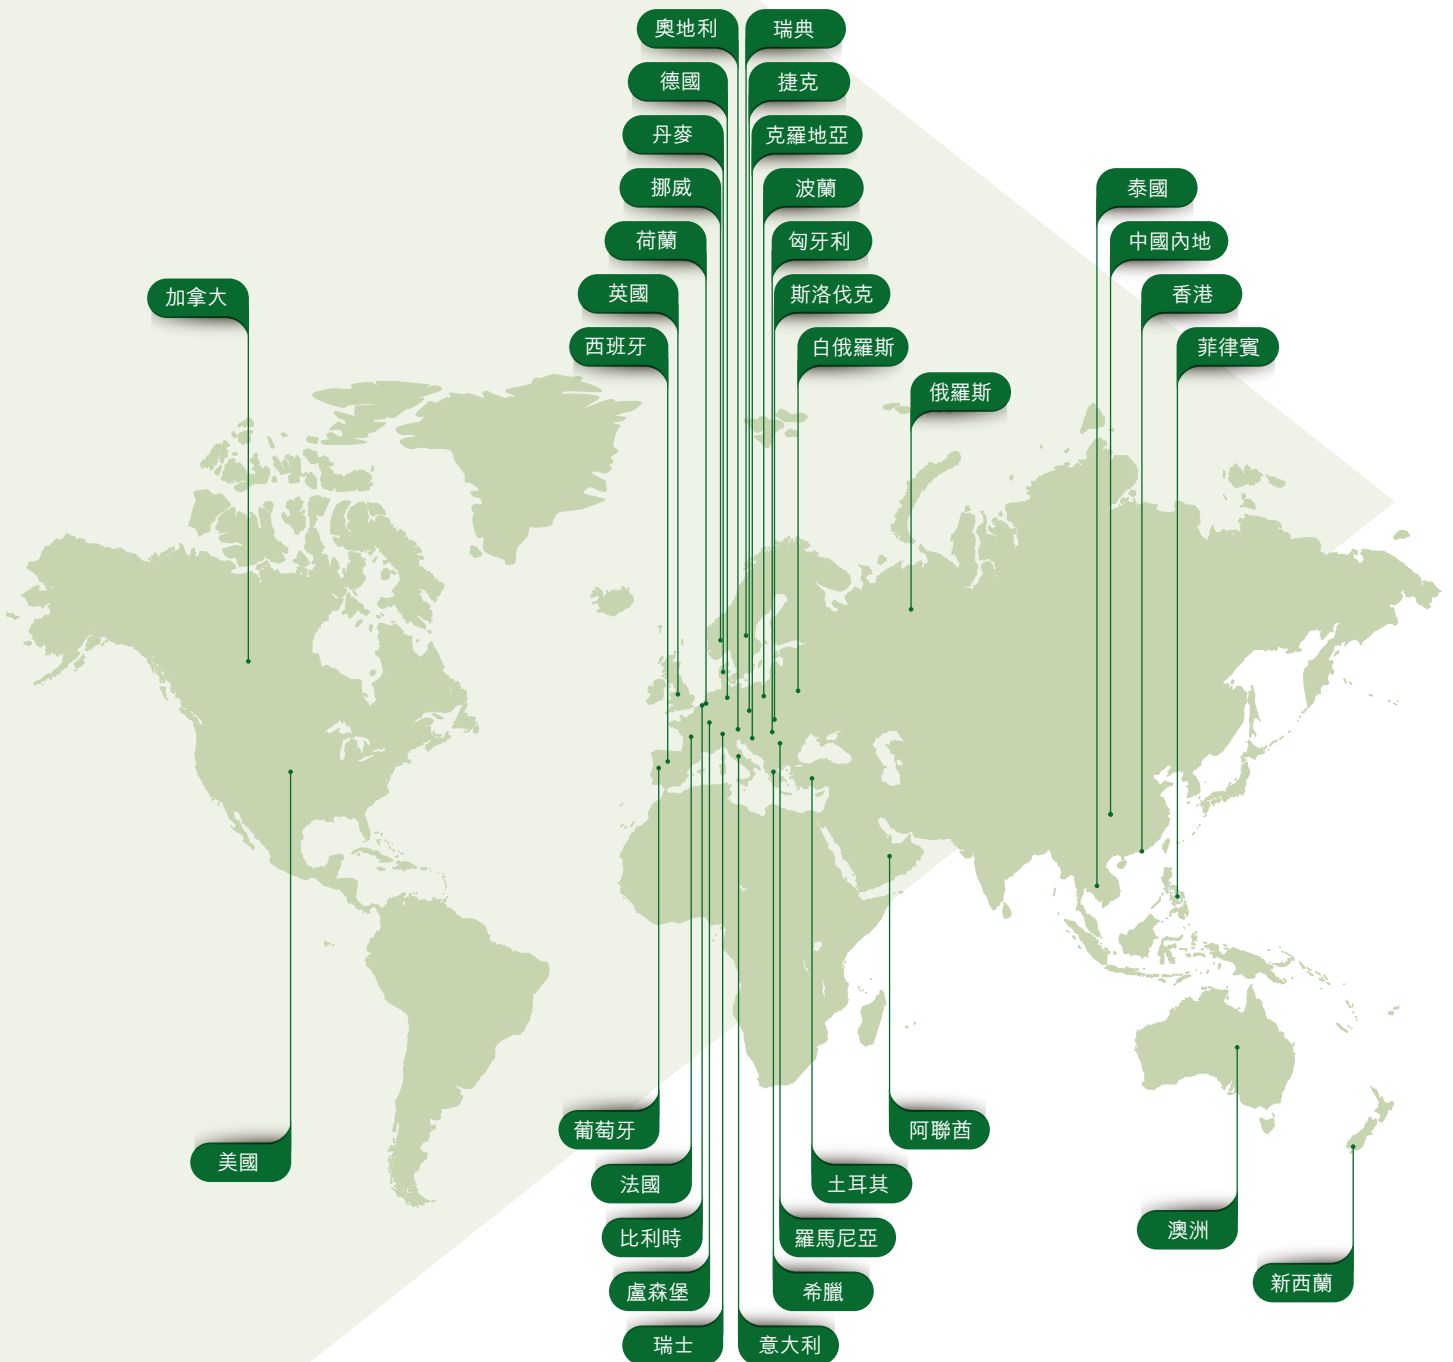 奧地利
瑞典
德國
捷克
丹麥
克羅地亞
挪威
波蘭
泰國
荷蘭
匈牙利
中國內地
加拿大
英國
斯洛伐克
香港
西班牙
白俄羅斯
菲律賓
俄羅斯
葡萄牙
阿聯酋
美國
法國
土耳其
比利時
羅馬尼亞
澳洲
盧森堡
希臘
新西蘭
瑞士
意大利